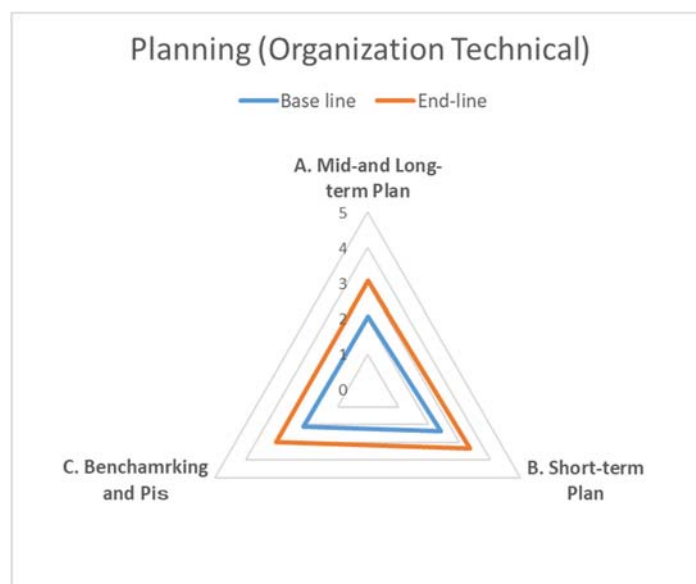 Planning (Organization Technical)
Base line
End-line
A. Mid-and Long-
term Plan
5
4
3
2
1
0
C. Benchamrking
and Pis
B. Short-term
Plan